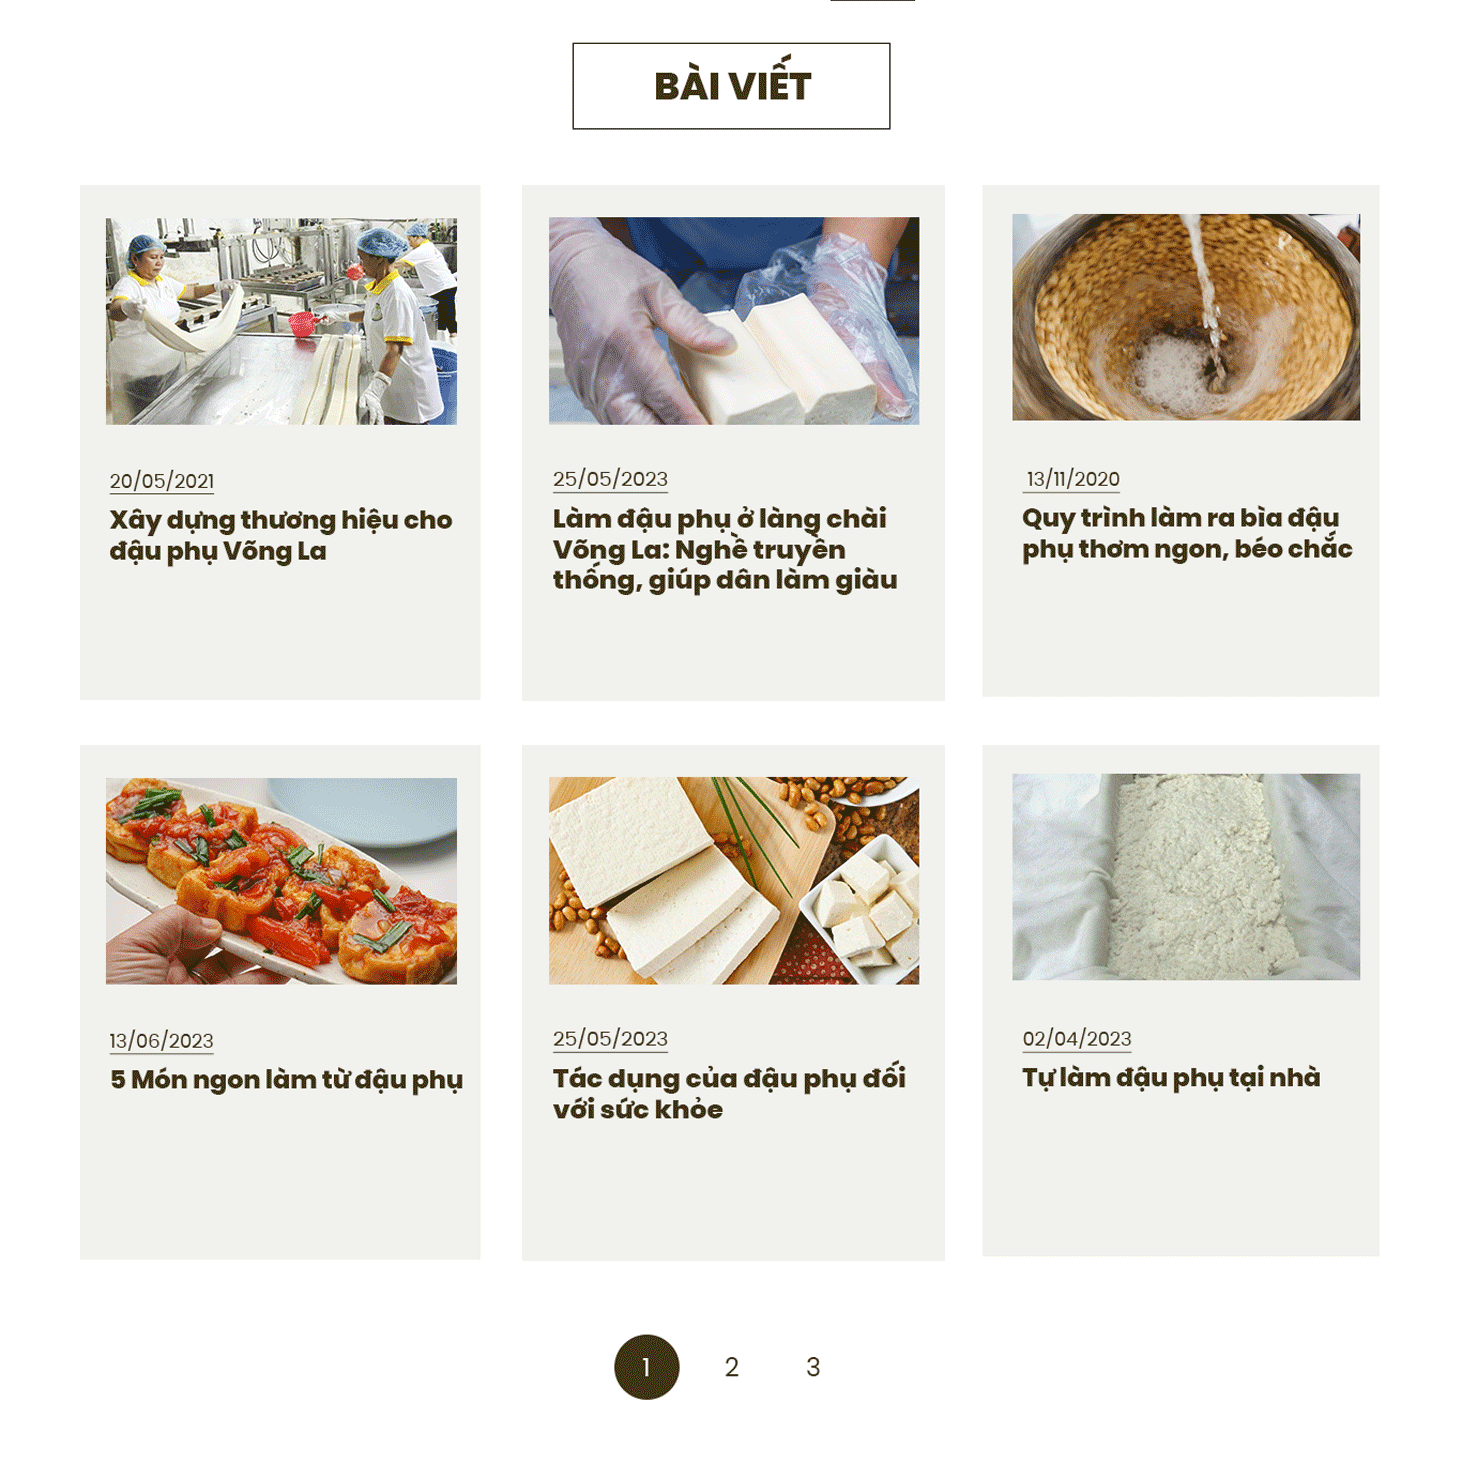 BÀI VIẾT
20/05/2021
Xây dựng thương hiệu cho
đậu phụ Võng La
25/05/2023
Làm đậu phụ ở làng chài
Võng La: Nghề truyền
thống, giúp dân làm giàu
13/11/2020
Quy trình làm ra bìa đậu
phụ thơm ngon, béo chắc
13/06/2023
5 Món ngon làm từ đậu phụ
25/05/2023
Tác dụng của đậu phụ đối
với sức khỏe
02/04/2023
Tự làm đậu phụ tại nhà
1 2 3